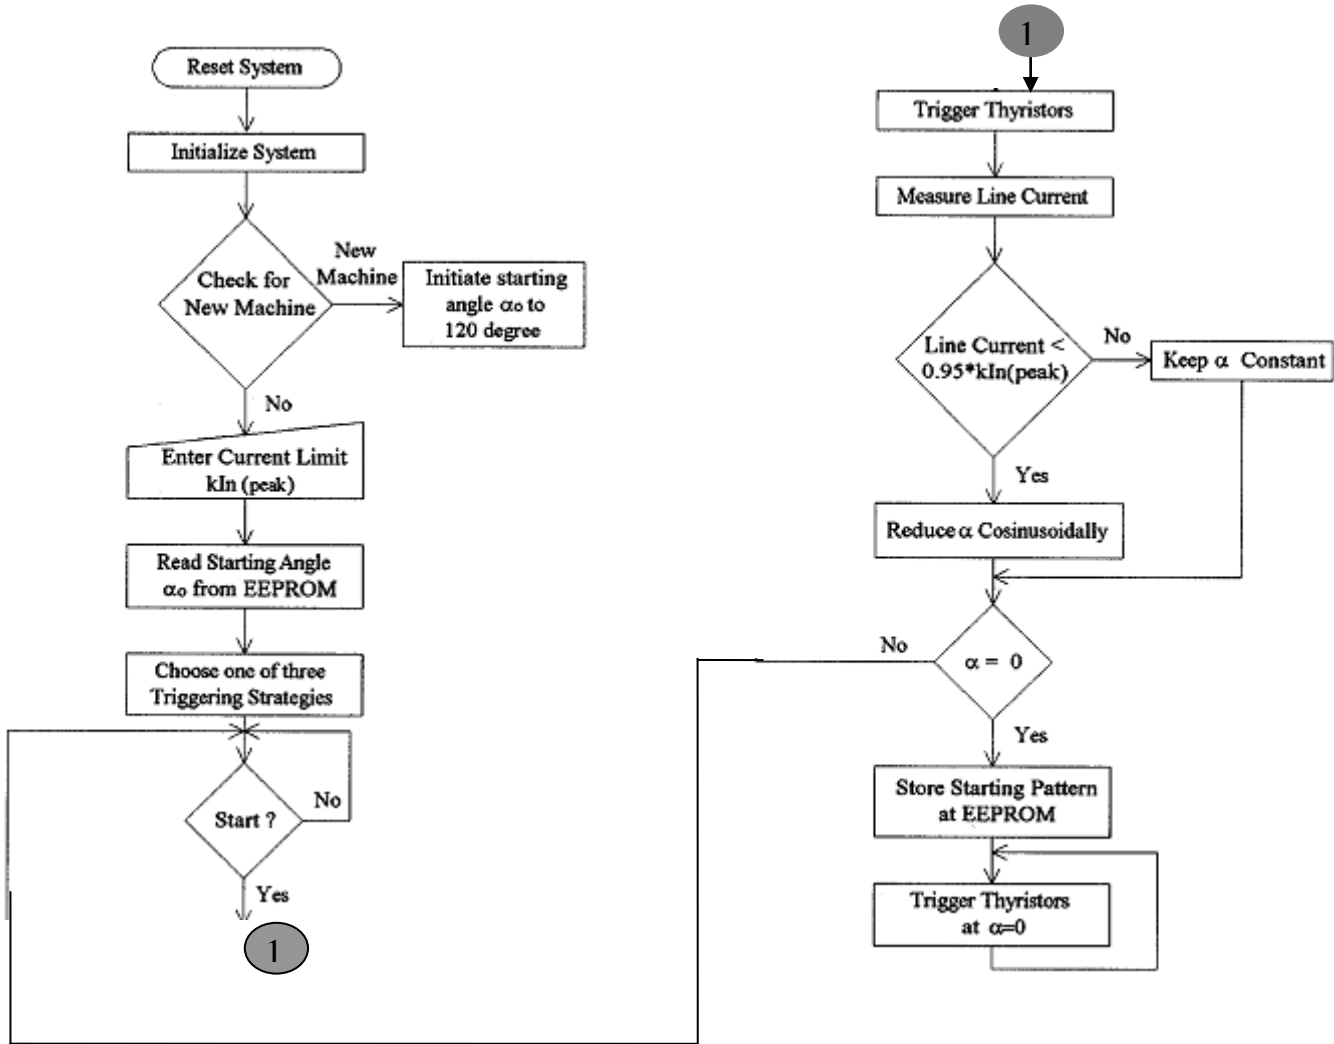 Reset System
Initialize System
Check for
New Machine
New
Machine
Initiate starting
angle αo to
120 degree
No
Enter Current Limit
kIn (peak)
Read Starting Angle
αo from EEPROM
Choose one of three
Triggering Strategies
Start ?
No
Yes
1
1
Trigger Thyristors
Measure Line Current
Line Current <
0.95*kIn(peak)
No
Keep α Constant
Yes
Reduce α Cosinusoidally
α = 0
No
Yes
Store Starting Pattern
at EEPROM
Trigger Thyristors
at α=0